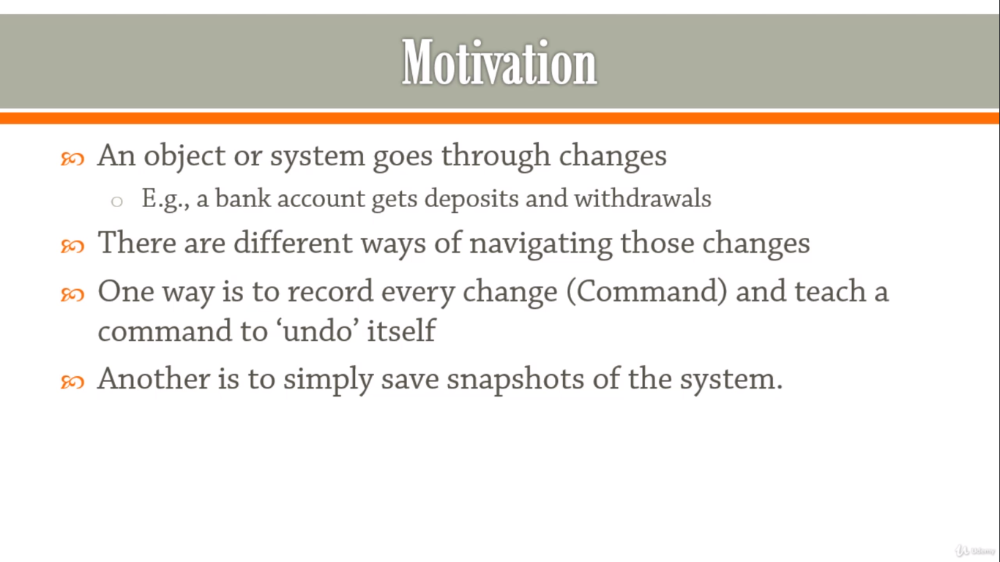 Motivation
An object or system goes through changes
E.g., a bank account gets deposits and withdrawals
There are different ways of navigating those changes
One way is to record every change (Command) and teach a
command to ‘undo’ itself
Another is to simply save snapshots of the system.
Udemy